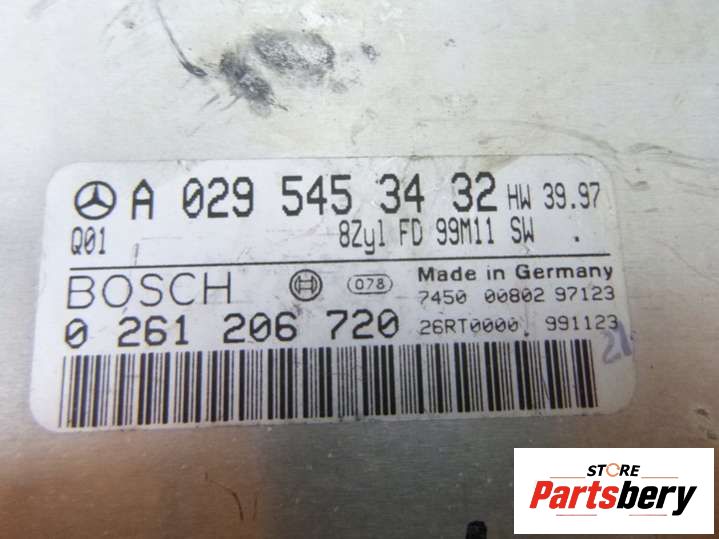 A 029 545 34 32 HW 39.97
Q01 8Zyl FD 99M11 SW .
BOSCH 078 Made in Germany
7450 00802 97123
0 261 206 720 26RT0000. 991123
STORE
Partsbery